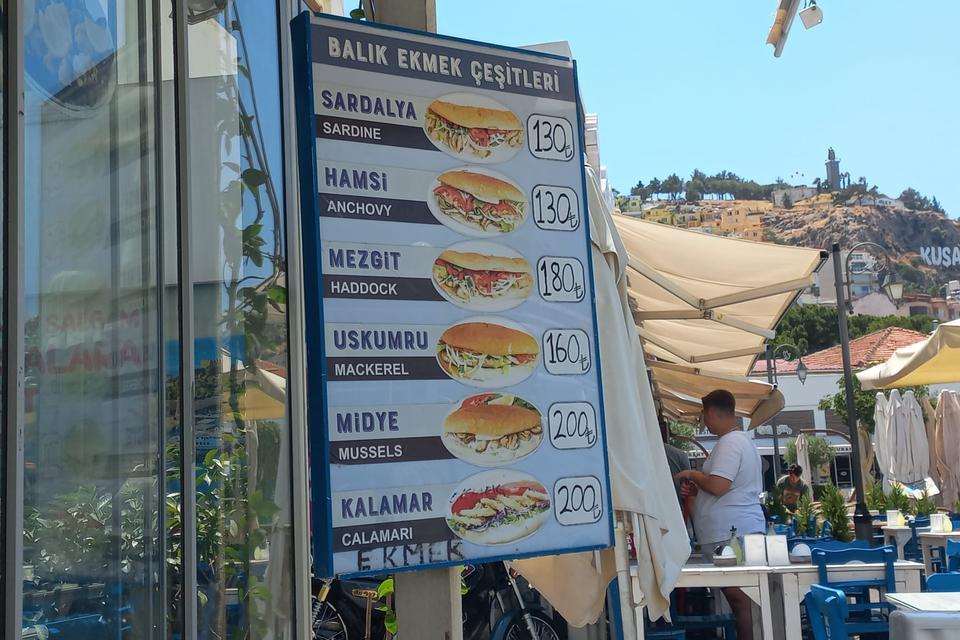 BALIK EKMEK ÇEŞİTLERİ
SARDALYA
SARDINE
130₺
HAMSİ
ANCHOVY
130₺
MEZGİT
HADDOCK
180₺
USKUMRU
MACKEREL
160₺
MİDYE
MUSSELS
200₺
KALAMAR
CALAMARI
200₺
EKMEK
KUSA